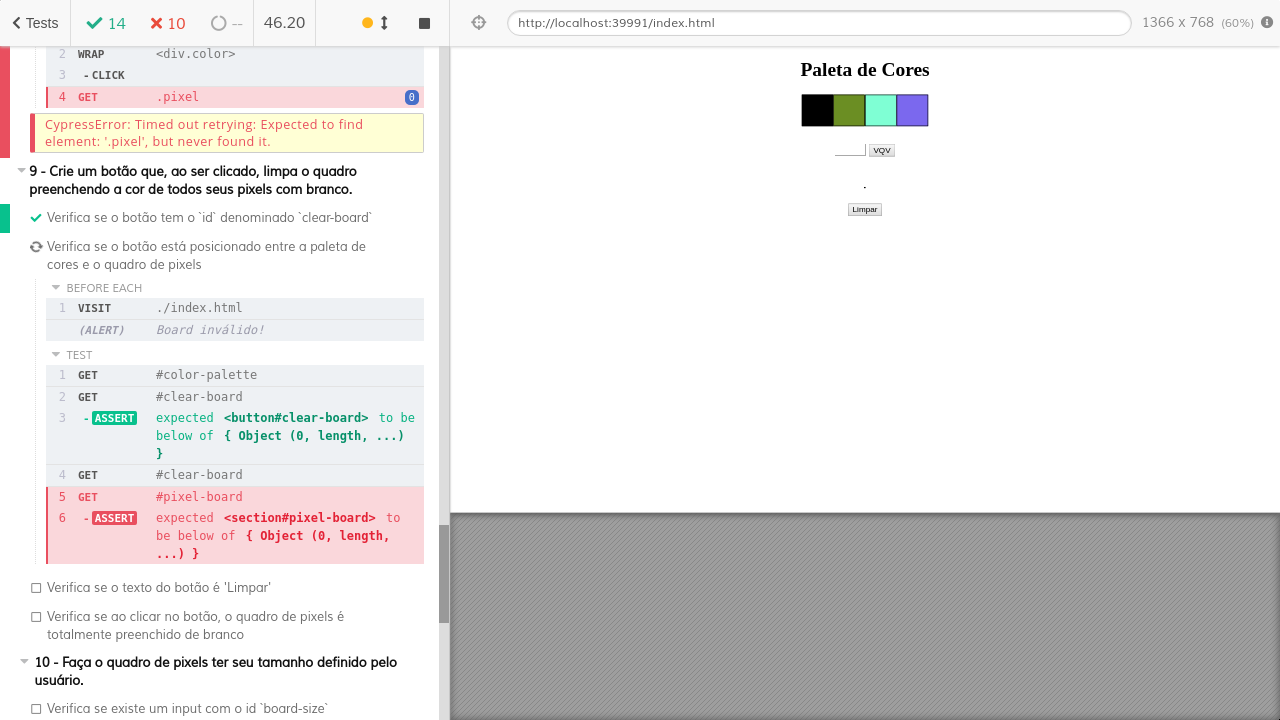 Tests 14 10 -- 46.20
http://localhost:39991/index.html 1366 x 768 (60%)
2 WRAP <div.color>
3 -CLICK
4 GET .pixel 0
CypressError: Timed out retrying: Expected to find
element: '.pixel', but never found it.
9 - Crie um botão que, ao ser clicado, limpa o quadro
preenchendo a cor de todos seus pixels com branco.
Verifica se o botão tem o `id` denominado `clear-board`
Verifica se o botão está posicionado entre a paleta de
cores e o quadro de pixels
BEFORE EACH
1 VISIT ./index.html
(ALERT) Board inválido!
TEST
1 GET #color-palette
2 GET #clear-board
3 -ASSERT expected <button#clear-board> to be
below of { Object (0, length, ...)
}
4 GET #clear-board
5 GET #pixel-board
6 -ASSERT expected <section#pixel-board> to
be below of { Object (0, length,
...) }
Verifica se o texto do botão é 'Limpar'
Verifica se ao clicar no botão, o quadro de pixels é
totalmente preenchido de branco
10 - Faça o quadro de pixels ter seu tamanho definido pelo
usuário.
Verifica se existe um input com o id `board-size`
Paleta de Cores
VQV
Limpar